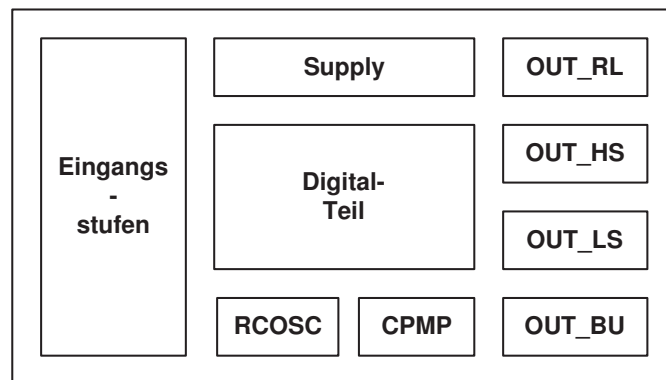 Supply
OUT_RL
Eingangs
-
stufen
Digital-
Teil
OUT_HS
OUT_LS
RCOSC
CPMP
OUT_BU